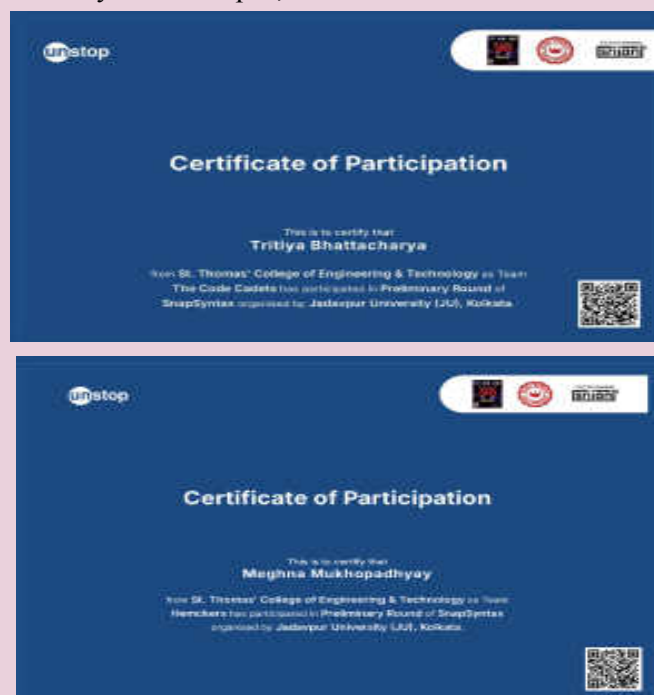 unstop
Certificate of Participation
This is to certify that
Tritiya Bhattacharya
from St. Thomas' College of Engineering & Technology as Team
The Code Cadets has participated in Preliminary Round of
SnapSyntax organised by Jadavpur University (JU), Kolkata
unstop
Certificate of Participation
This is to certify that
Meghna Mukhopadhyay
from St. Thomas' College of Engineering & Technology as Team
has participated in Preliminary Round of SnapSyntax
organised by Jadavpur University (JU), Kolkata